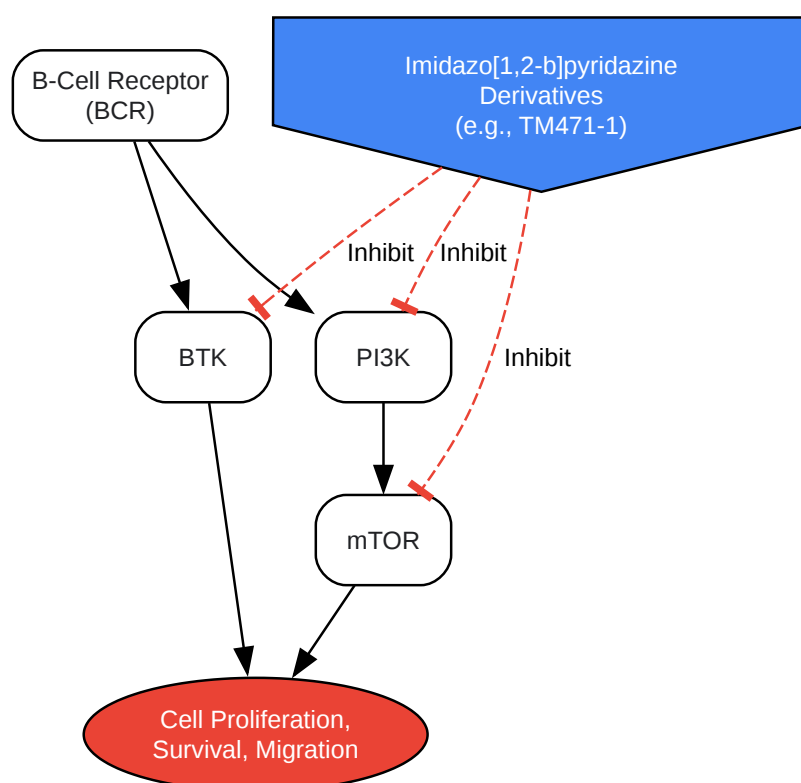 B-Cell Receptor
(BCR)
Imidazo[1,2-b]pyridazine
Derivatives
(e.g., TM471-1)
Inhibit
Inhibit
Inhibit
BTK
PI3K
mTOR
Cell Proliferation,
Survival, Migration